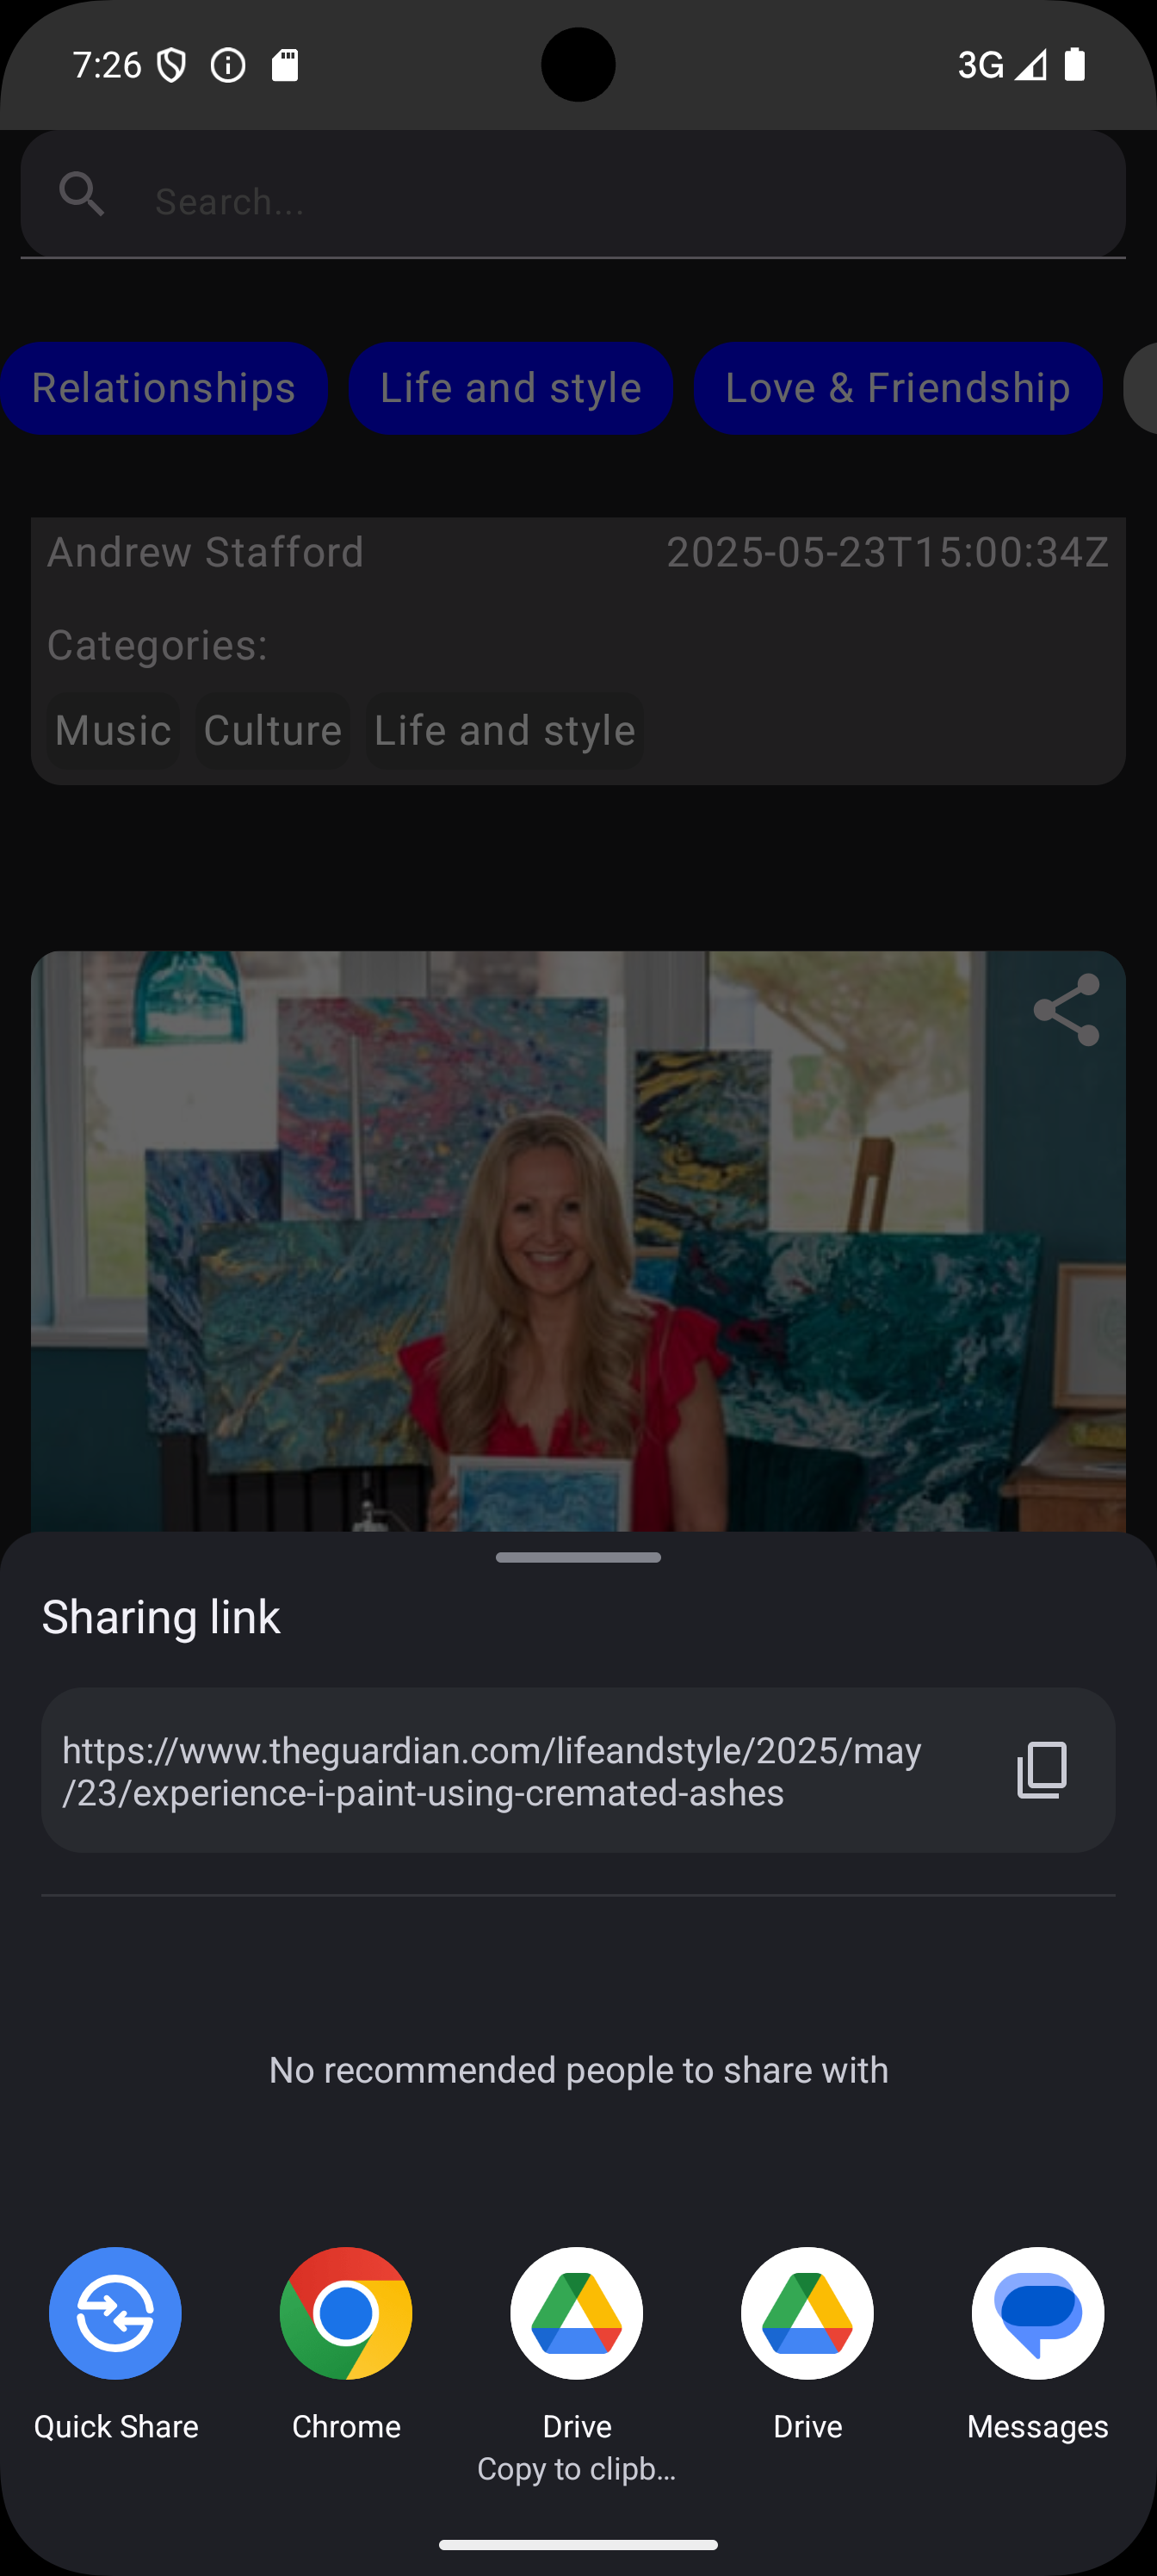 7:26
3G
Search...
Relationships
Life and style
Love & Friendship
Andrew Stafford
2025-05-23T15:00:34Z
Categories:
Music
Culture
Life and style
Sharing link
https://www.theguardian.com/lifeandstyle/2025/may
/23/experience-i-paint-using-cremated-ashes
No recommended people to share with
Quick Share
Chrome
Drive
Drive
Messages
Copy to clipb...